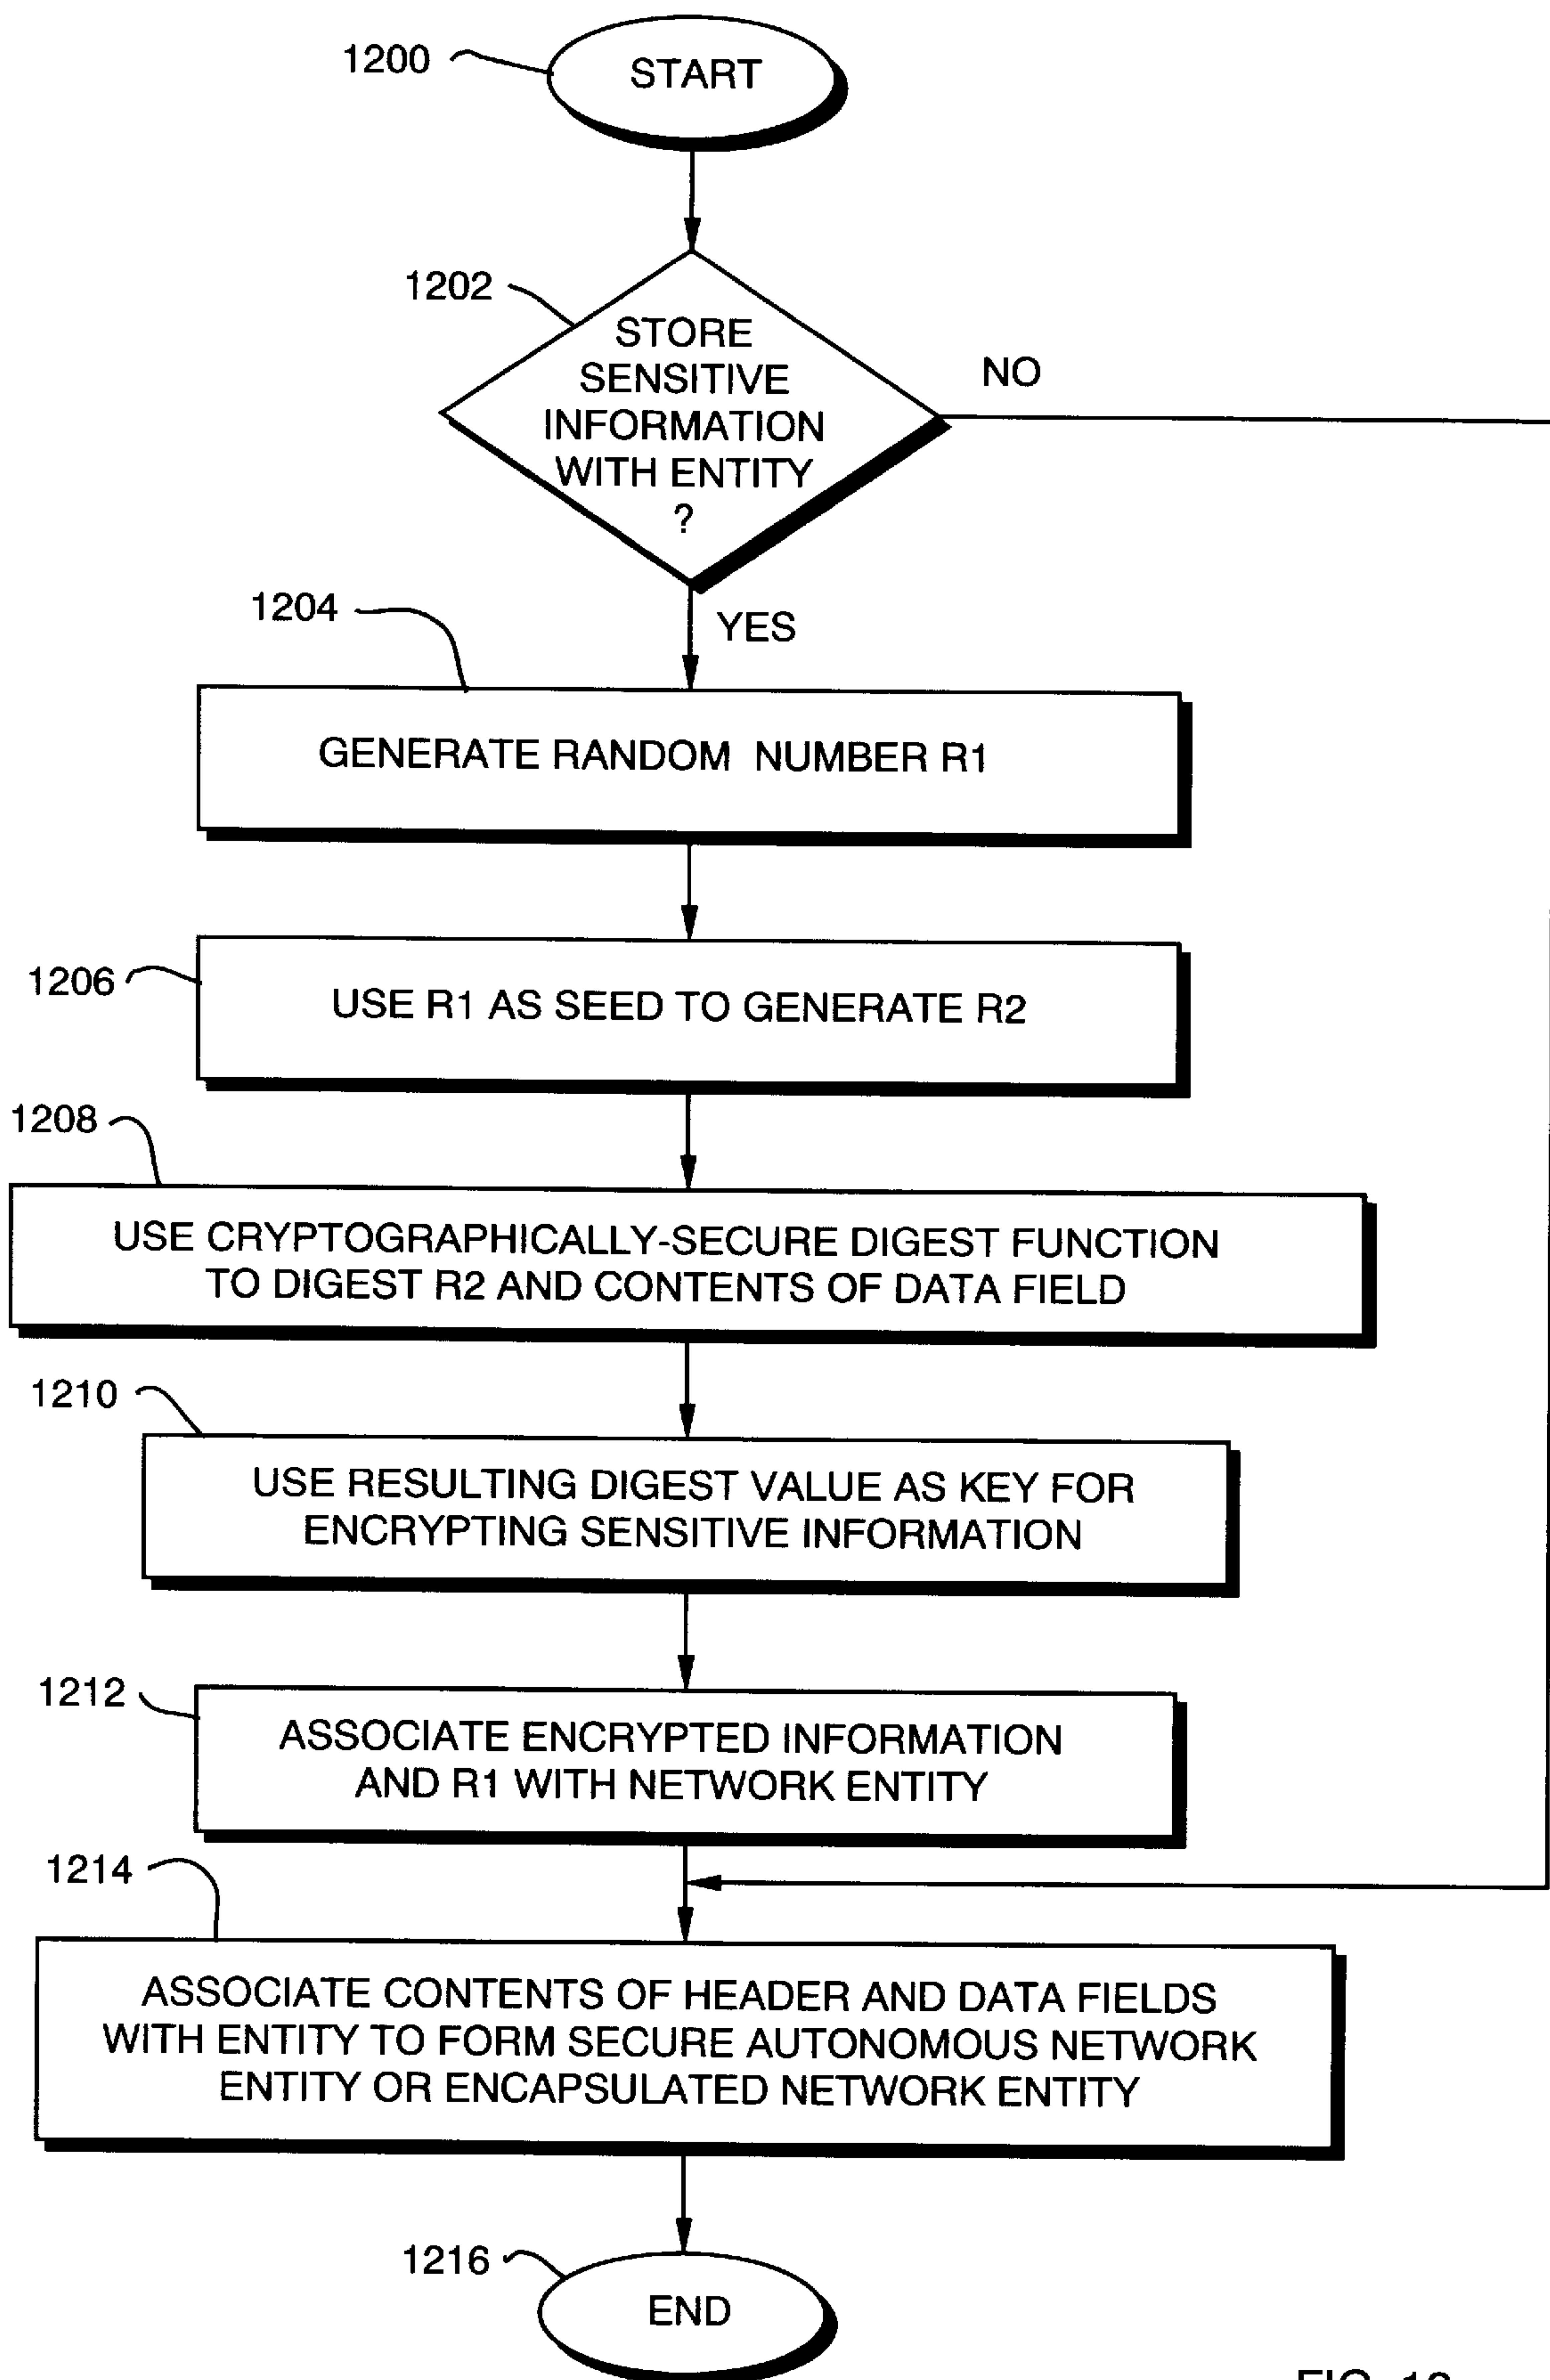 1200
START
1202
STORE
SENSITIVE
INFORMATION
WITH ENTITY
?
NO
YES
1204
GENERATE RANDOM NUMBER R1
1206
USE R1 AS SEED TO GENERATE R2
1208
USE CRYPTOGRAPHICALLY-SECURE DIGEST FUNCTION
TO DIGEST R2 AND CONTENTS OF DATA FIELD
1210
USE RESULTING DIGEST VALUE AS KEY FOR
ENCRYPTING SENSITIVE INFORMATION
1212
ASSOCIATE ENCRYPTED INFORMATION
AND R1 WITH NETWORK ENTITY
1214
ASSOCIATE CONTENTS OF HEADER AND DATA FIELDS
WITH ENTITY TO FORM SECURE AUTONOMOUS NETWORK
ENTITY OR ENCAPSULATED NETWORK ENTITY
1216
END
FIG.